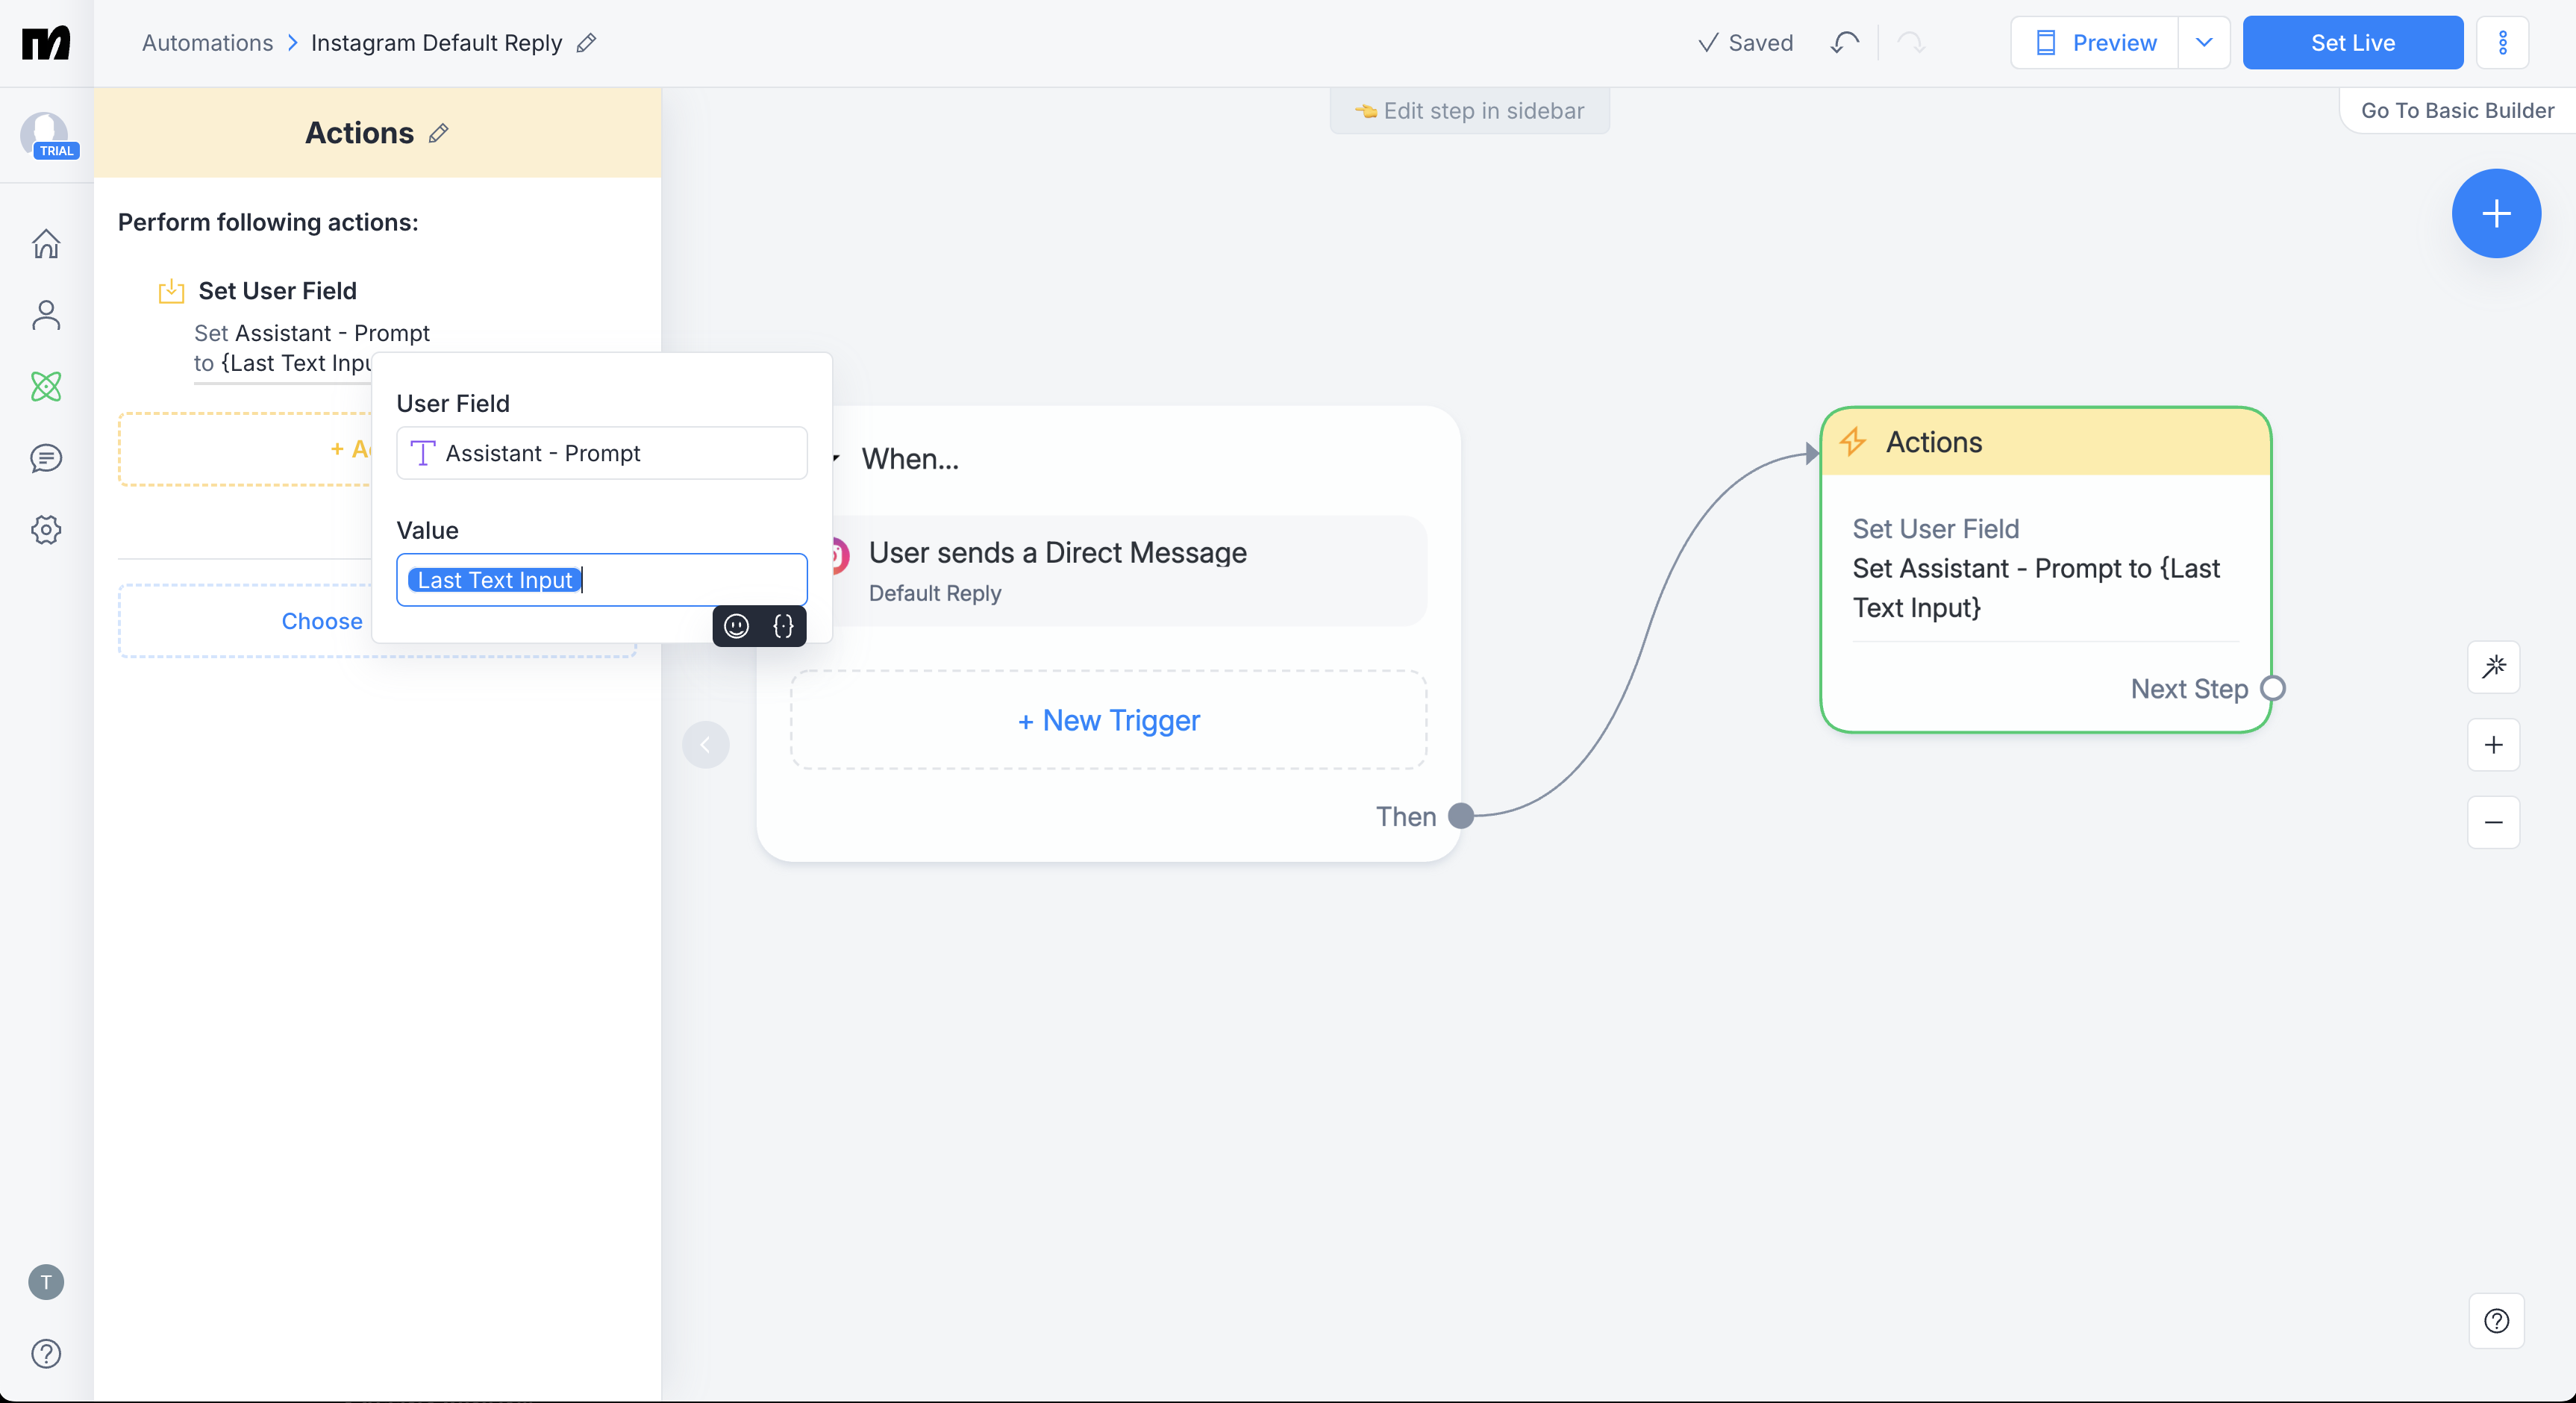 Automations > Instagram Default Reply
Saved
Preview
Set Live
TRIAL
Actions
Edit step in sidebar
Go To Basic Builder
Perform following actions:
Set User Field
Set Assistant - Prompt
to {Last Text Inpu
+ A
Choose
User Field
Assistant - Prompt
Value
Last Text Input
{·}
When...
User sends a Direct Message
Default Reply
+ New Trigger
Then
Actions
Set User Field
Set Assistant - Prompt to {Last
Text Input}
Next Step
T